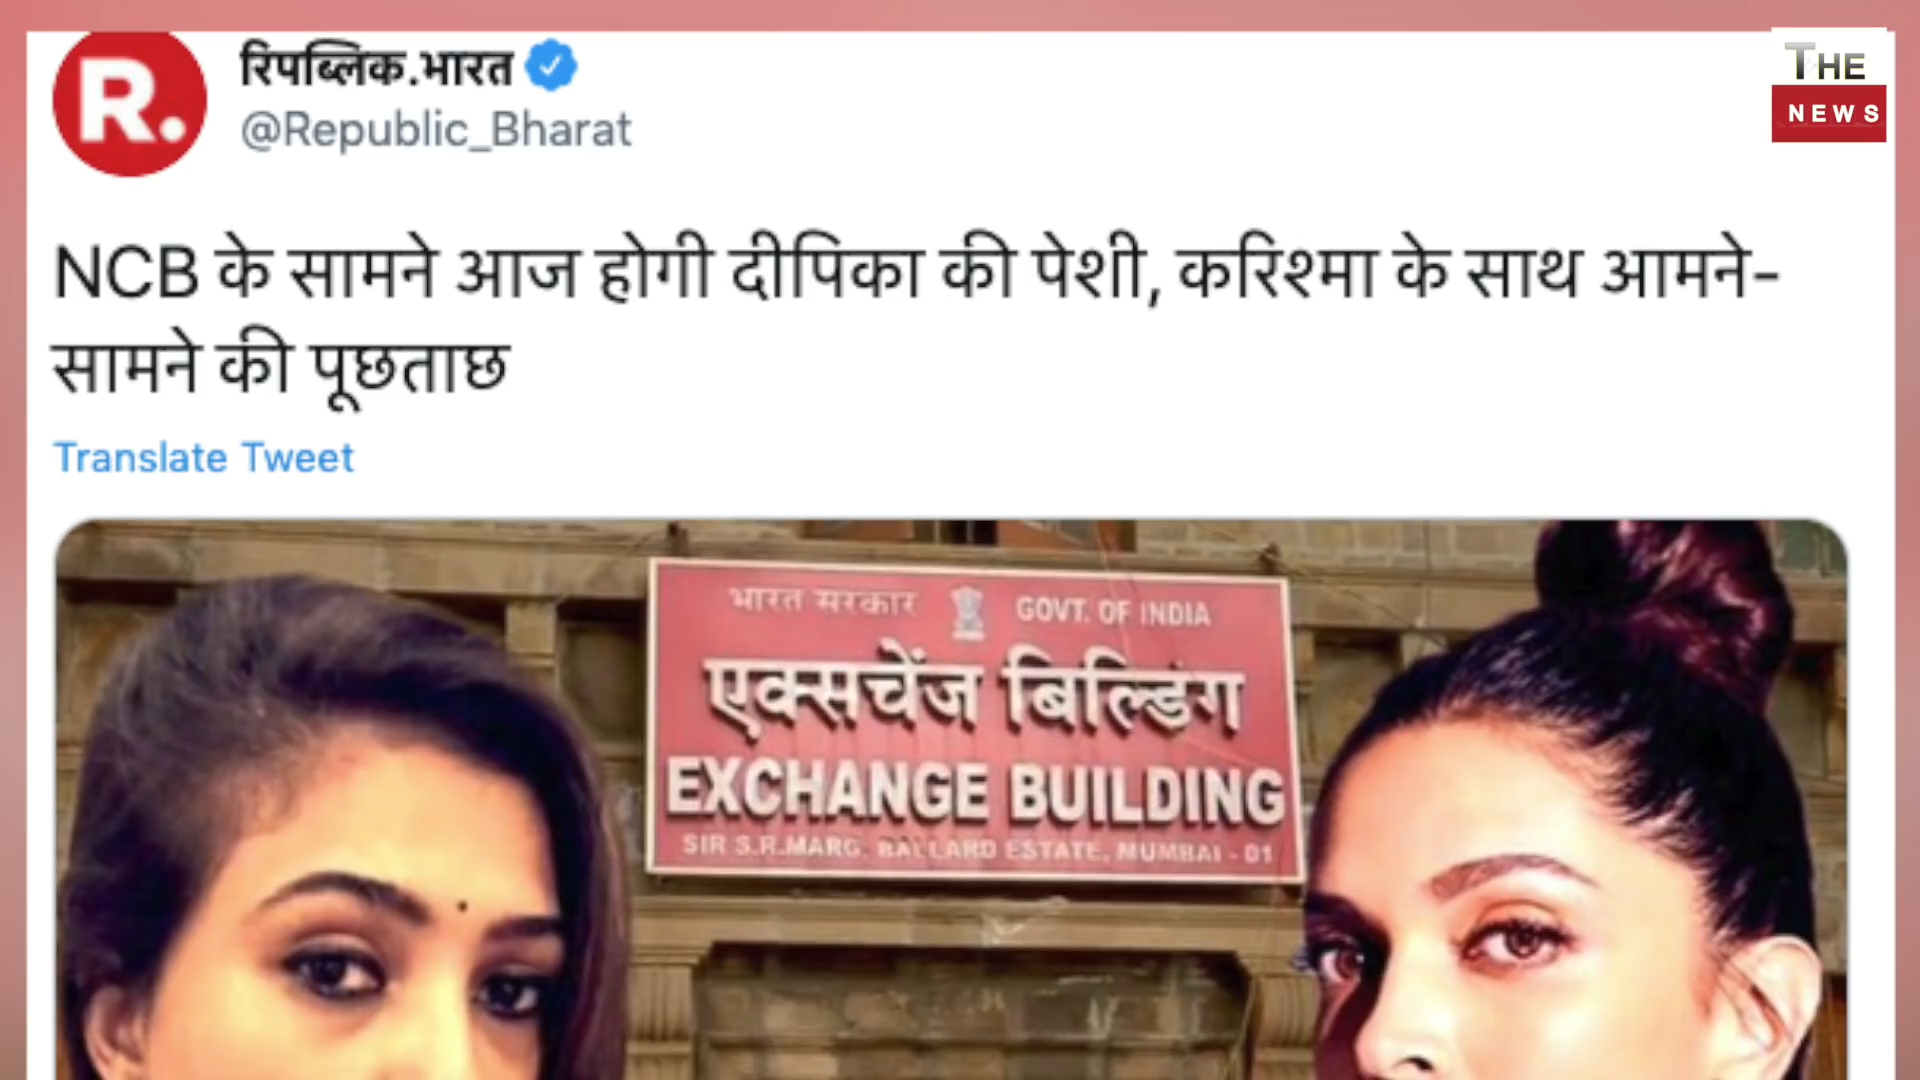 R.
रिपब्लिक.भारत
@Republic_Bharat
THE
NEWS
NCB के सामने आज होगी दीपिका की पेशी, करिश्मा के साथ आमने-
सामने की पूछताछ
Translate Tweet
भारत सरकार GOVT. OF INDIA
एक्सचेंज बिल्डिंग
EXCHANGE BUILDING
SIR S.R.MARG, BALLARD ESTATE, MUMBAI - 01